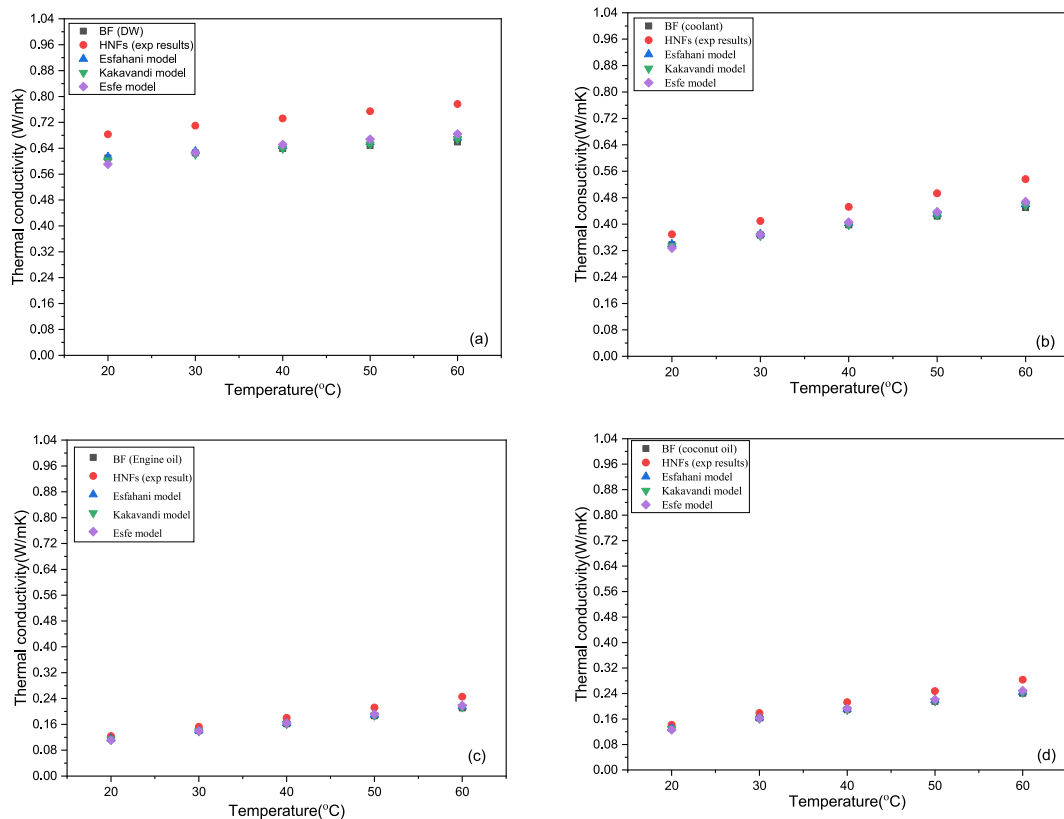 1.04
0.96
0.88
0.80
0.72
0.64
0.56
0.48
0.40
0.32
0.24
0.16
0.08
0.00
Thermal conductivity (W/mK)
BF (DW)
HNFs (exp results)
Esfahani model
Kakavandi model
Esfe model
(a)
20 30 40 50 60
Temperature(°C)
1.04
0.96
0.88
0.80
0.72
0.64
0.56
0.48
0.40
0.32
0.24
0.16
0.08
0.00
Thermal consuctivity(W/mK)
BF (coolant)
HNFs (exp results)
Esfahani model
Kakavandi model
Esfe model
(b)
20 30 40 50 60
Temperature(°C)
1.04
0.96
0.88
0.80
0.72
0.64
0.56
0.48
0.40
0.32
0.24
0.16
0.08
0.00
Thermal conductivity(W/mK)
BF (Engine oil)
HNFs (exp result)
Esfahani model
Kakavandi model
Esfe model
(c)
20 30 40 50 60
Temperature(°C)
1.04
0.96
0.88
0.80
0.72
0.64
0.56
0.48
0.40
0.32
0.24
0.16
0.08
0.00
Thermal conductivity(W/mK)
BF (coconut oil)
HNFs (exp results)
Esfahani model
Kakavandi model
Esfe model
(d)
20 30 40 50 60
Temperature(°C)